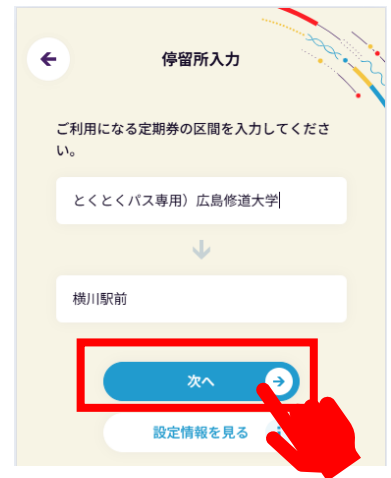 停留所入力
ご利用になる定期券の区間を入力してくださ
い。
とくとくパス専用）広島修道大学
横川駅前
次へ
設定情報を見る